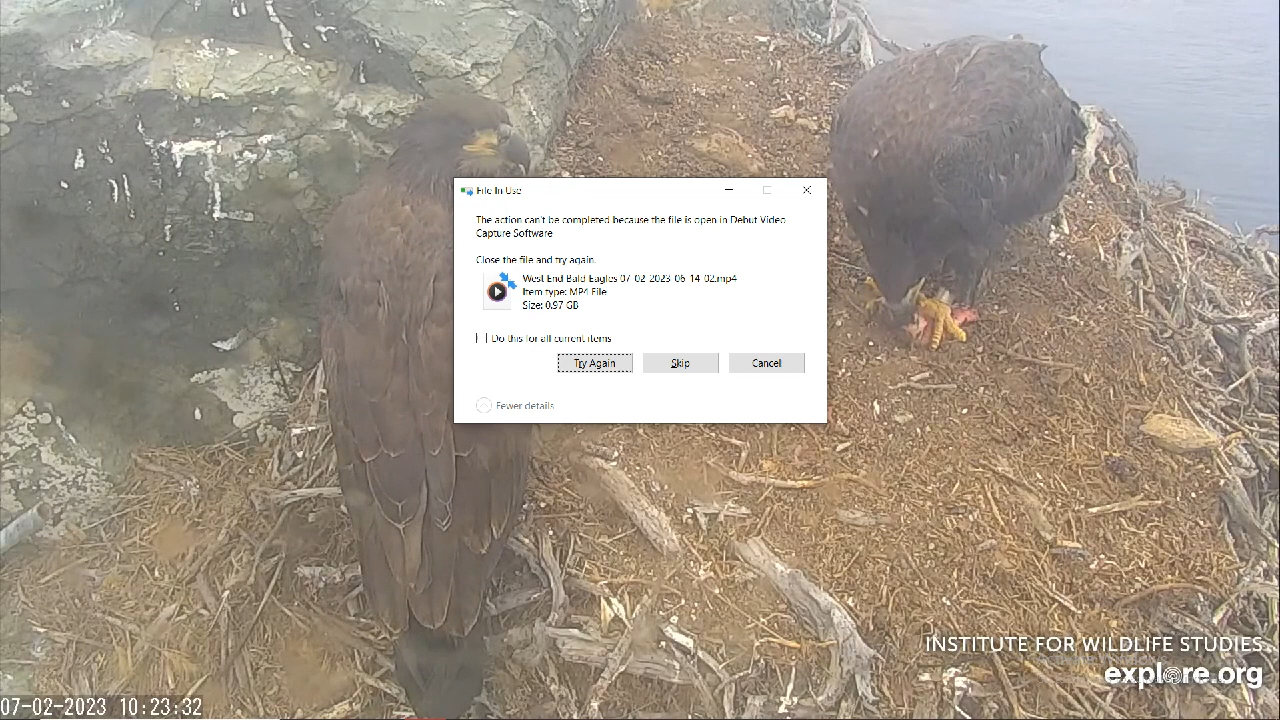 File In Use
The action can't be completed because the file is open in Debut Video
Capture Software
Close the file and try again.
West End Bald Eagles 07-02-2023 06-14-02.mp4
Item type: MP4 File
Size: 0.97 GB
Do this for all current items
Try Again Skip Cancel
Fewer details
INSTITUTE FOR WILDLIFE STUDIES
explore.org
07-02-2023 10:23:32